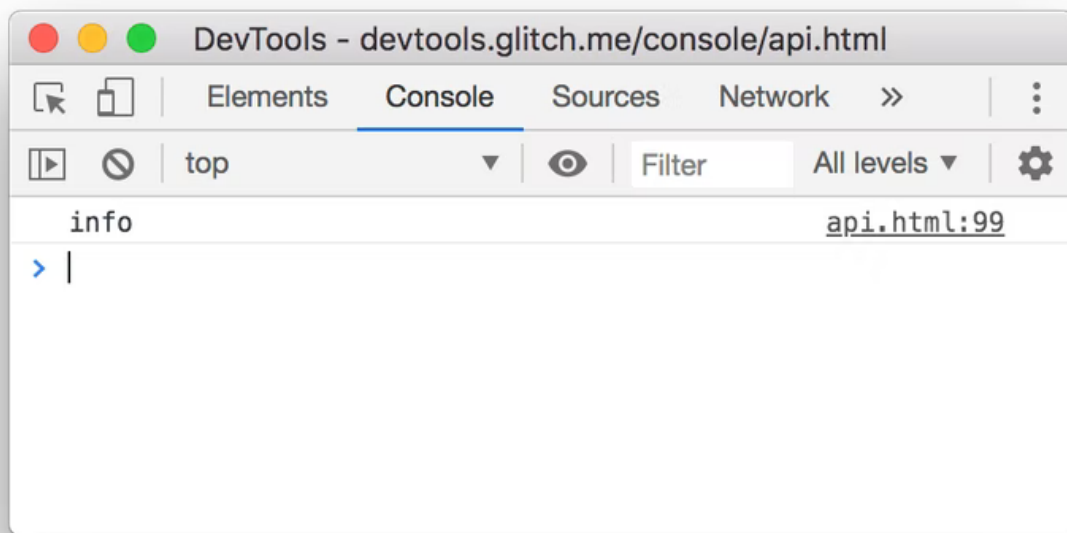 DevTools - devtools.glitch.me/console/api.html
Elements Console Sources Network
top Filter All levels
info api.html:99